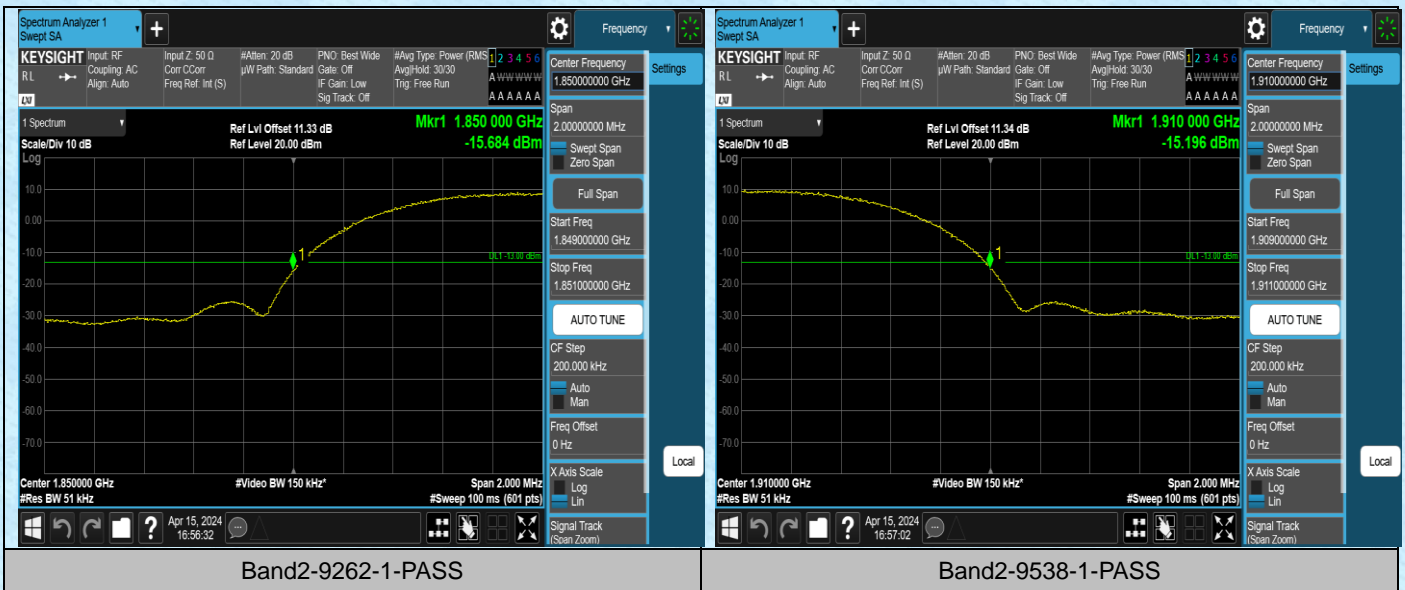 Spectrum Analyzer 1
Swept SA
Frequency
KEYSIGHT
RL
LXI
Input: RF
Coupling: AC
Align: Auto
Input Z: 50 Ω
Corr CCorr
Freq Ref: Int (S)
#Atten: 20 dB
µW Path: Standard
PNO: Best Wide
Gate: Off
IF Gain: Low
Sig Track: Off
#Avg Type: Power (RMS
Avg|Hold: 30/30
Trig: Free Run
1 2 3 4 5 6
A W W W W W
A A A A A A
Center Frequency
1.850000000 GHz
Settings
Span
2.00000000 MHz
Swept Span
Zero Span
Full Span
Start Freq
1.849000000 GHz
Stop Freq
1.851000000 GHz
AUTO TUNE
CF Step
200.000 kHz
Auto
Man
Freq Offset
0 Hz
X Axis Scale
Log
Lin
Signal Track
(Span Zoom)
Local
1 Spectrum
Scale/Div 10 dB
Log
Ref Lvl Offset 11.33 dB
Ref Level 20.00 dBm
Mkr1 1.850 000 GHz
-15.684 dBm
10.0
0.00
-10.0
-20.0
-30.0
-40.0
-50.0
-60.0
-70.0
1
DL1 -13.00 dBm
Center 1.850000 GHz
#Res BW 51 kHz
#Video BW 150 kHz*
Span 2.000 MHz
#Sweep 100 ms (601 pts)
?
Apr 15, 2024
16:56:32
Band2-9262-1-PASS
Spectrum Analyzer 1
Swept SA
Frequency
KEYSIGHT
RL
LXI
Input: RF
Coupling: AC
Align: Auto
Input Z: 50 Ω
Corr CCorr
Freq Ref: Int (S)
#Atten: 20 dB
µW Path: Standard
PNO: Best Wide
Gate: Off
IF Gain: Low
Sig Track: Off
#Avg Type: Power (RMS
Avg|Hold: 30/30
Trig: Free Run
1 2 3 4 5 6
A W W W W W
A A A A A A
Center Frequency
1.910000000 GHz
Settings
Span
2.00000000 MHz
Swept Span
Zero Span
Full Span
Start Freq
1.909000000 GHz
Stop Freq
1.911000000 GHz
AUTO TUNE
CF Step
200.000 kHz
Auto
Man
Freq Offset
0 Hz
X Axis Scale
Log
Lin
Signal Track
(Span Zoom)
Local
1 Spectrum
Scale/Div 10 dB
Log
Ref Lvl Offset 11.34 dB
Ref Level 20.00 dBm
Mkr1 1.910 000 GHz
-15.196 dBm
10.0
0.00
-10.0
-20.0
-30.0
-40.0
-50.0
-60.0
-70.0
1
DL1 -13.00 dBm
Center 1.910000 GHz
#Res BW 51 kHz
#Video BW 150 kHz*
Span 2.000 MHz
#Sweep 100 ms (601 pts)
?
Apr 15, 2024
16:57:02
Band2-9538-1-PASS